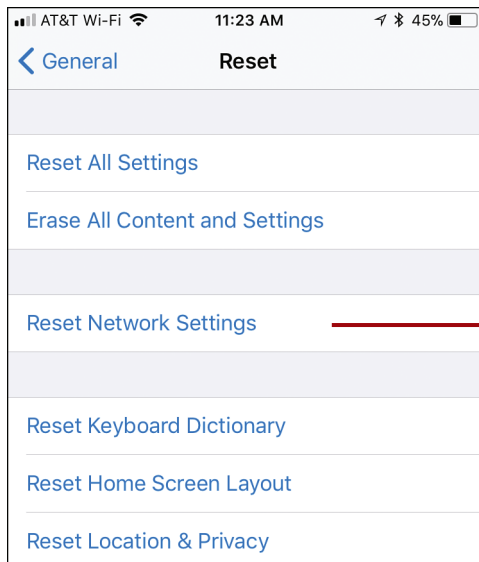 AT&T Wi-Fi 11:23 AM 45%
General Reset
Reset All Settings
Erase All Content and Settings
Reset Network Settings
Reset Keyboard Dictionary
Reset Home Screen Layout
Reset Location & Privacy